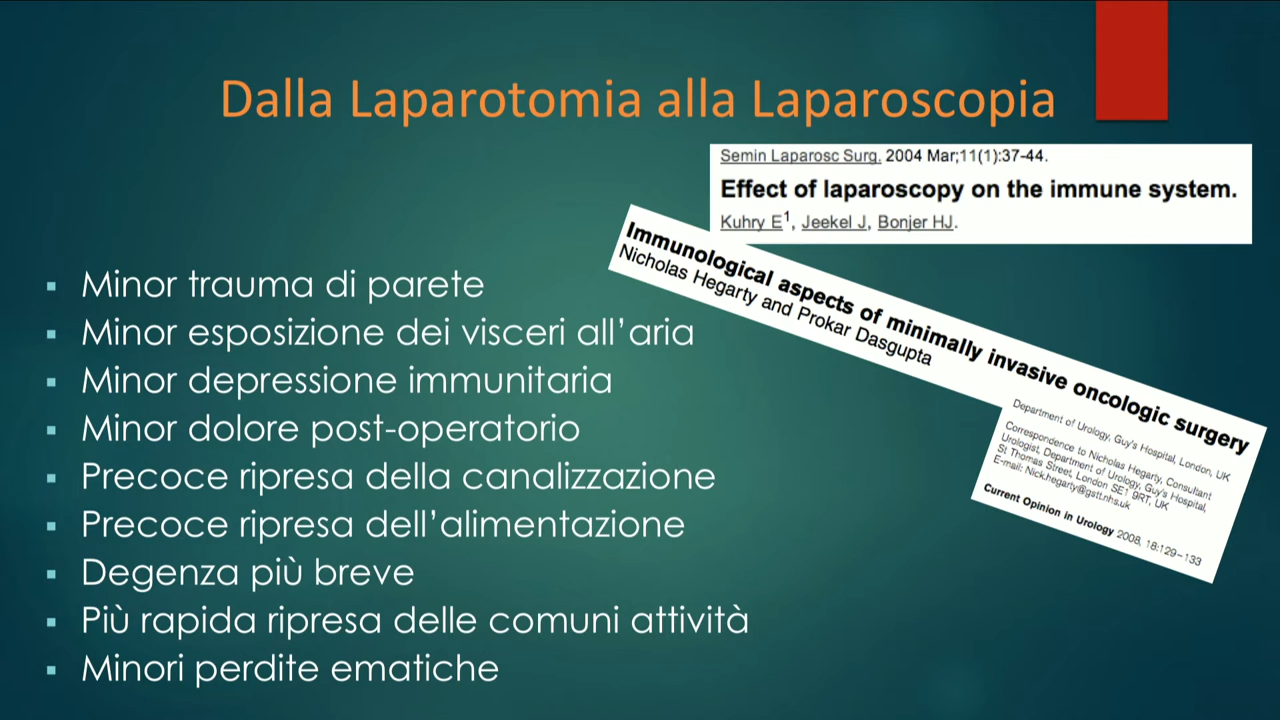 Dalla Laparotomia alla Laparoscopia
Semin Laparosc Surg. 2004 Mar;11(1):37-44.
Effect of laparoscopy on the immune system.
Kuhry E1, Jeekel J, Bonjer HJ.
Immunological aspects of minimally invasive oncologic surgery
Nicholas Hegarty and Prokar Dasgupta
Department of Urology, Guy's Hospital, London, UK
Correspondence to Nicholas Hegarty, Consultant
Urologist, Department of Urology, Guy's Hospital,
St Thomas Street, London SE1 9RT, UK
E-mail: Nick.hegarty@gstt.nhs.uk
Current Opinion in Urology 2008, 18:129–133
▪ Minor trauma di parete
▪ Minor esposizione dei visceri all’aria
▪ Minor depressione immunitaria
▪ Minor dolore post-operatorio
▪ Precoce ripresa della canalizzazione
▪ Precoce ripresa dell’alimentazione
▪ Degenza più breve
▪ Più rapida ripresa delle comuni attività
▪ Minori perdite ematiche